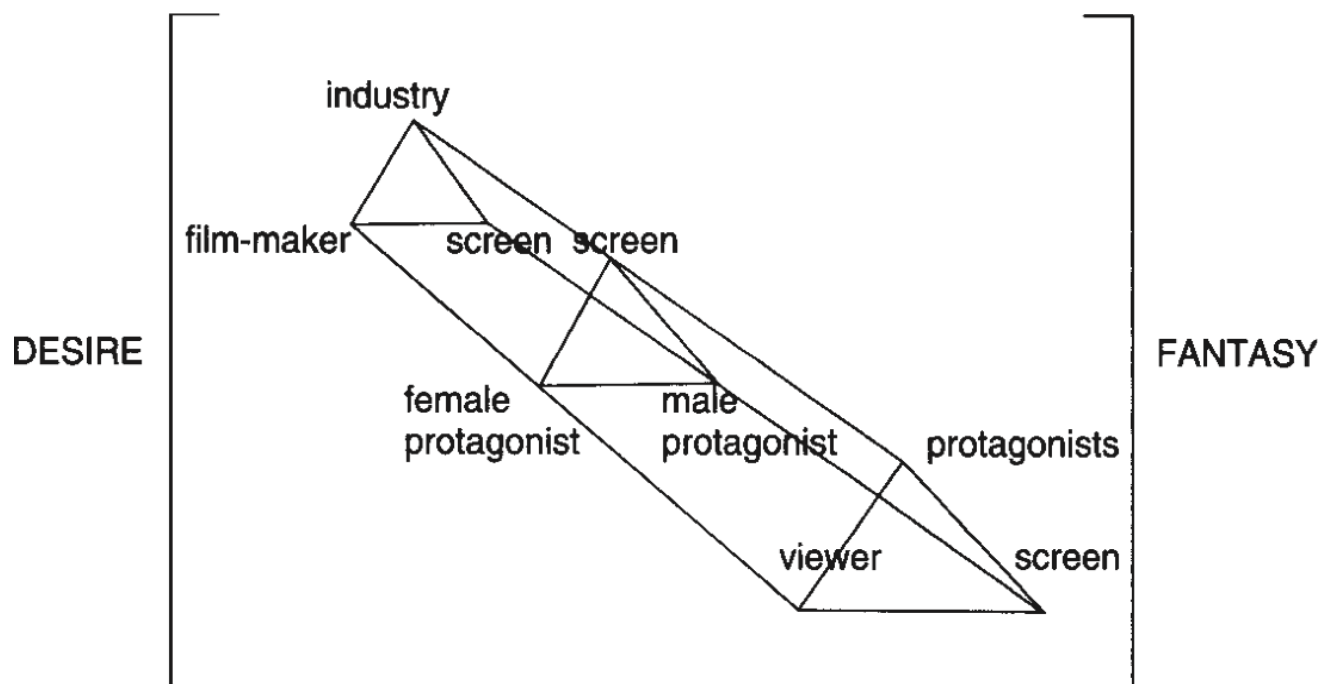 industry
film-maker
screen
screen
DESIRE
FANTASY
female
protagonist
male
protagonist
protagonists
viewer
screen